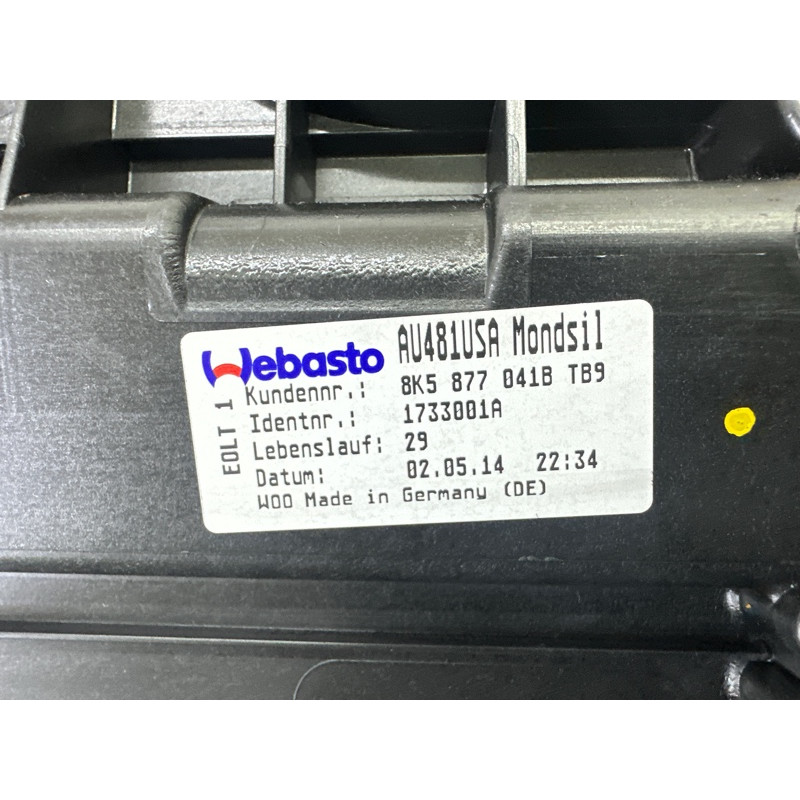 Webasto AU481USA Mondsil
Kundennr.: 8K5 877 041B TB9
Identnr.: 1733001A
Lebenslauf: 29
Datum: 02.05.14 22:34
W00 Made in Germany (DE)
EOLT 1